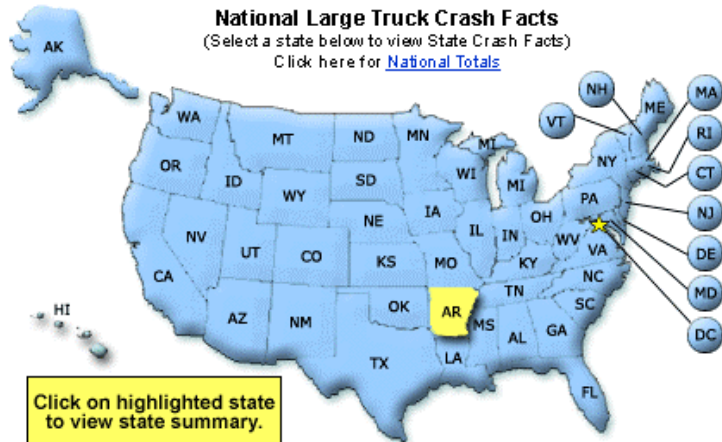 National Large Truck Crash Facts
(Select a state below to view State Crash Facts)
Click here for National Totals
AK
NH
MA
ME
VT
RI
WA
MT
ND
MN
MI
CT
OR
ID
SD
WI
NY
WY
MI
PA
NJ
IA
NE
OH
NV
UT
CO
IL
IN
WV
VA
DE
KS
MO
KY
CA
NC
MD
TN
HI
AZ
NM
OK
AR
SC
MS
AL
GA
DC
TX
LA
FL
Click on highlighted state
to view state summary.